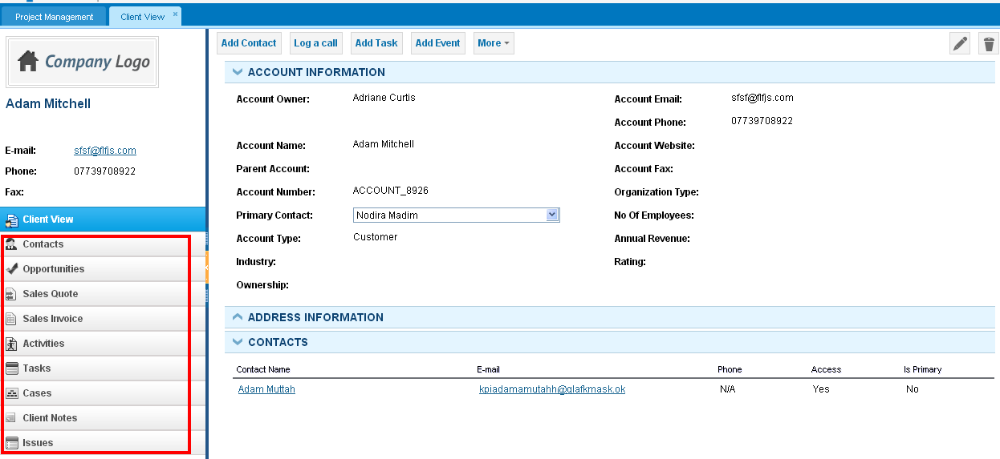 Project Management
Client View ×
Company Logo
Adam Mitchell
E-mail: sfsf@flfjs.com
Phone: 07739708922
Fax:
Client View
Contacts
Opportunities
Sales Quote
Sales Invoice
Activities
Tasks
Cases
Client Notes
Issues
Add Contact Log a call Add Task Add Event More
ACCOUNT INFORMATION
Account Owner: Adriane Curtis Account Email: sfsf@flfjs.com
Account Phone: 07739708922
Account Name: Adam Mitchell Account Website:
Parent Account: Account Fax:
Account Number: ACCOUNT_8926 Organization Type:
Primary Contact: Nodira Madim No Of Employees:
Account Type: Customer Annual Revenue:
Industry: Rating:
Ownership:
ADDRESS INFORMATION
CONTACTS
Contact Name E-mail Phone Access Is Primary
Adam Muttah kpiadamamutahh@glafkmask.ok N/A Yes No